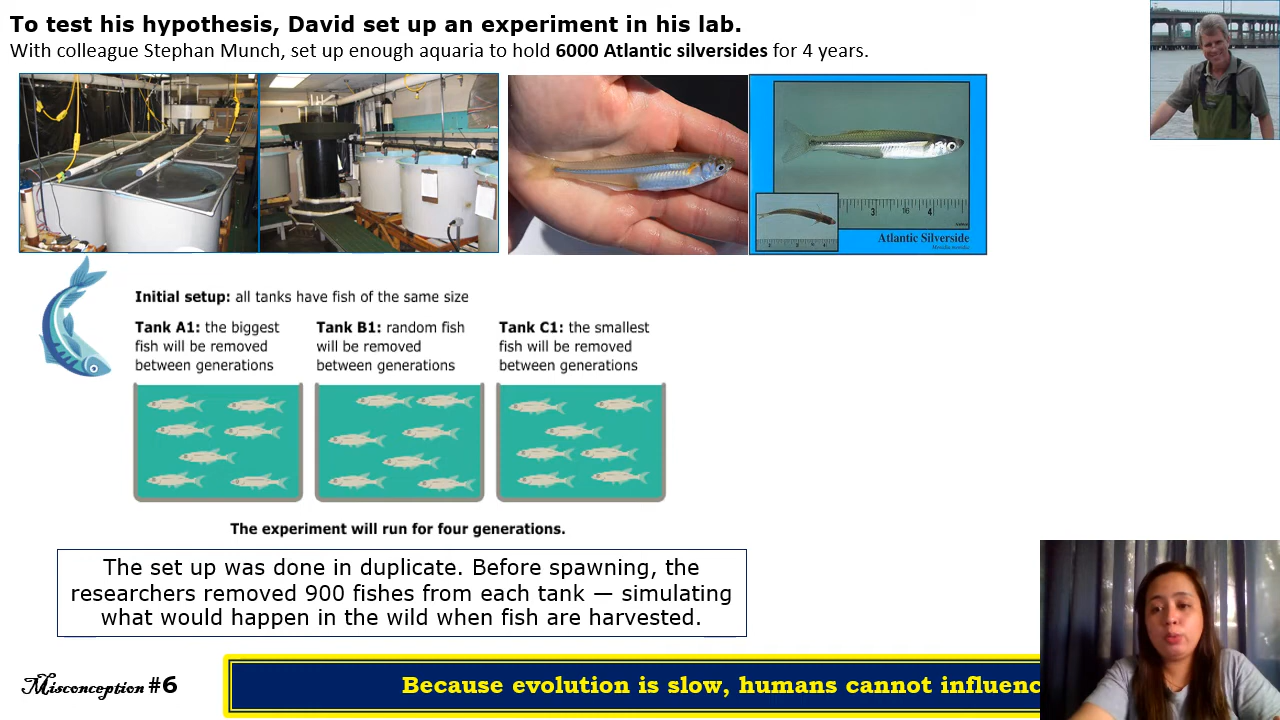 To test his hypothesis, David set up an experiment in his lab.
With colleague Stephan Munch, set up enough aquaria to hold 6000 Atlantic silversides for 4 years.
3 16 4
Atlantic Silverside
Initial setup: all tanks have fish of the same size
Tank A1: the biggest
fish will be removed
between generations
Tank B1: random fish
will be removed
between generations
Tank C1: the smallest
fish will be removed
between generations
The experiment will run for four generations.
The set up was done in duplicate. Before spawning, the
researchers removed 900 fishes from each tank — simulating
what would happen in the wild when fish are harvested.
Misconception #6
Because evolution is slow, humans cannot influenc